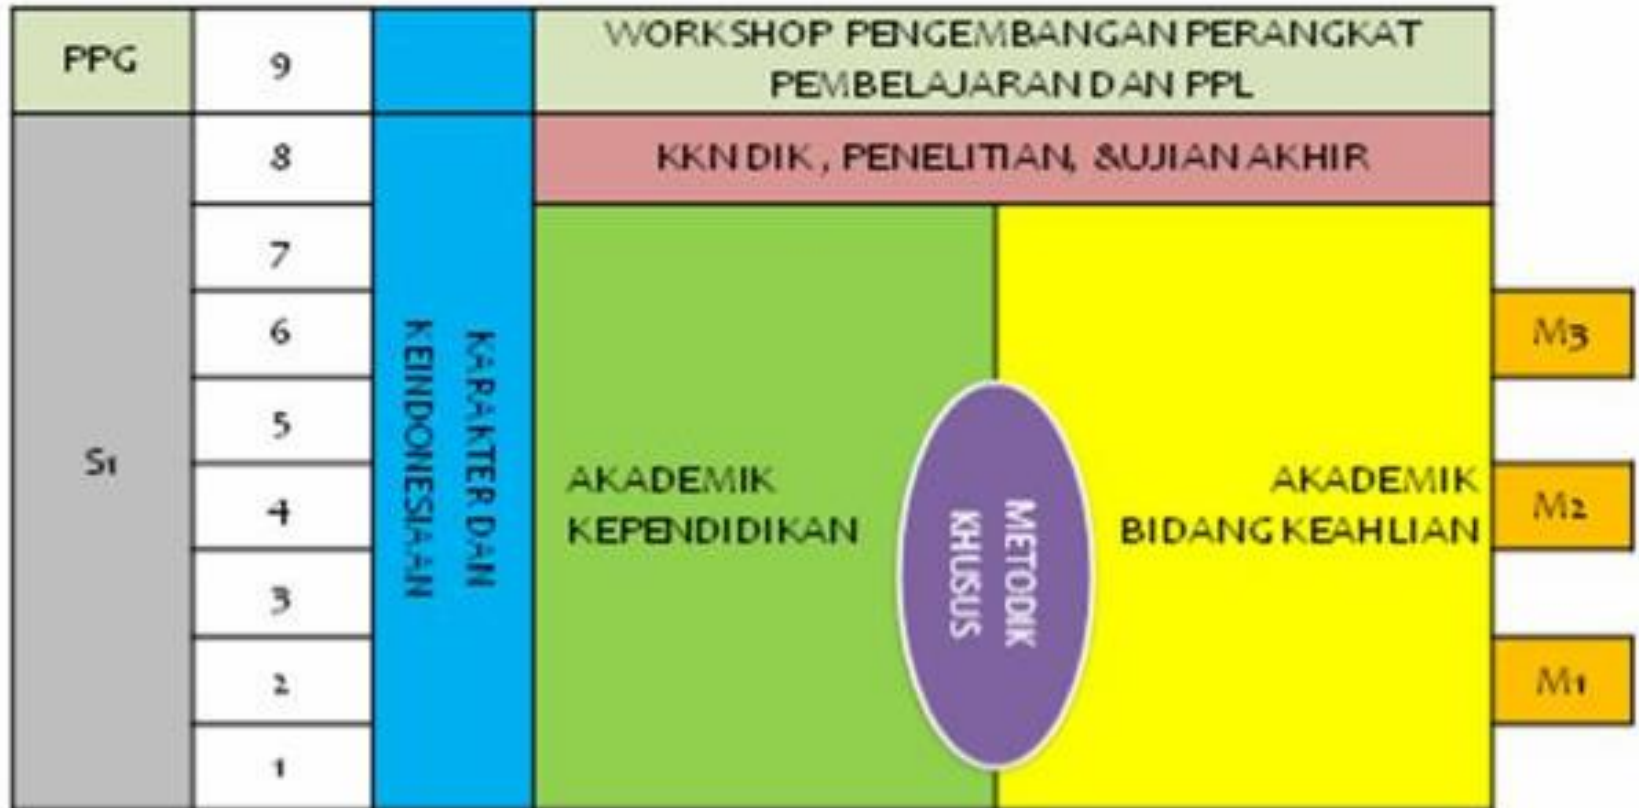 PPG
9
WORKSHOP PENGEMBANGAN PERANGKAT
PEMBELAJARAN DAN PPL
S1
8
KKN DIK, PENELITIAN, &UJIAN AKHIR
7
6
5
4
3
2
1
KARAKTER DAN
KEINDONESIAAN
AKADEMIK
KEPENDIDIKAN
METODIK
KHUSUS
AKADEMIK
BIDANG KEAHLIAN
M3
M2
M1